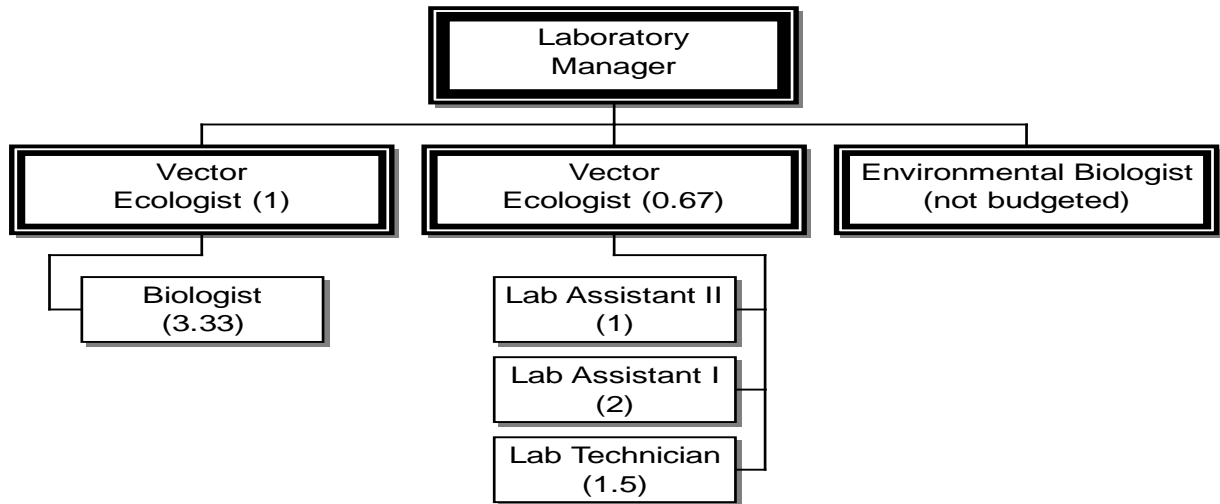 Laboratory
Manager
Vector
Ecologist (1)
Vector
Ecologist (0.67)
Environmental Biologist
(not budgeted)
Biologist
(3.33)
Lab Assistant II
(1)
Lab Assistant I
(2)
Lab Technician
(1.5)